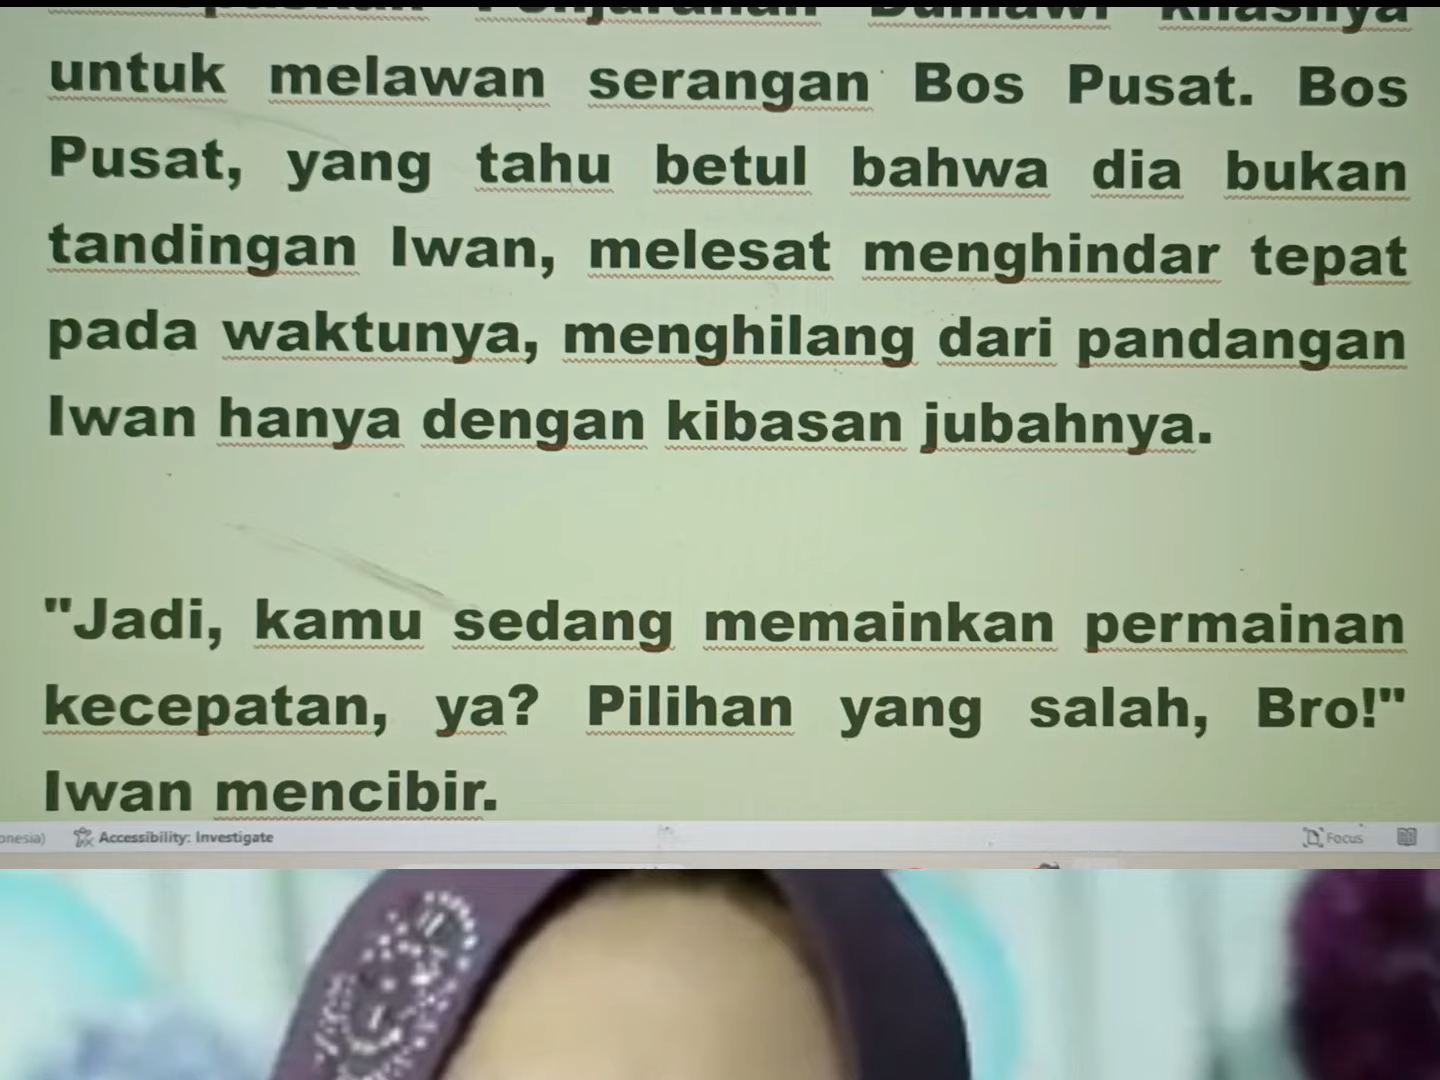 untuk melawan serangan Bos Pusat. Bos
Pusat, yang tahu betul bahwa dia bukan
tandingan Iwan, melesat menghindar tepat
pada waktunya, menghilang dari pandangan
Iwan hanya dengan kibasan jubahnya.
"Jadi, kamu sedang memainkan permainan
kecepatan, ya? Pilihan yang salah, Bro!"
Iwan mencibir.
Accessibility: Investigate
Focus